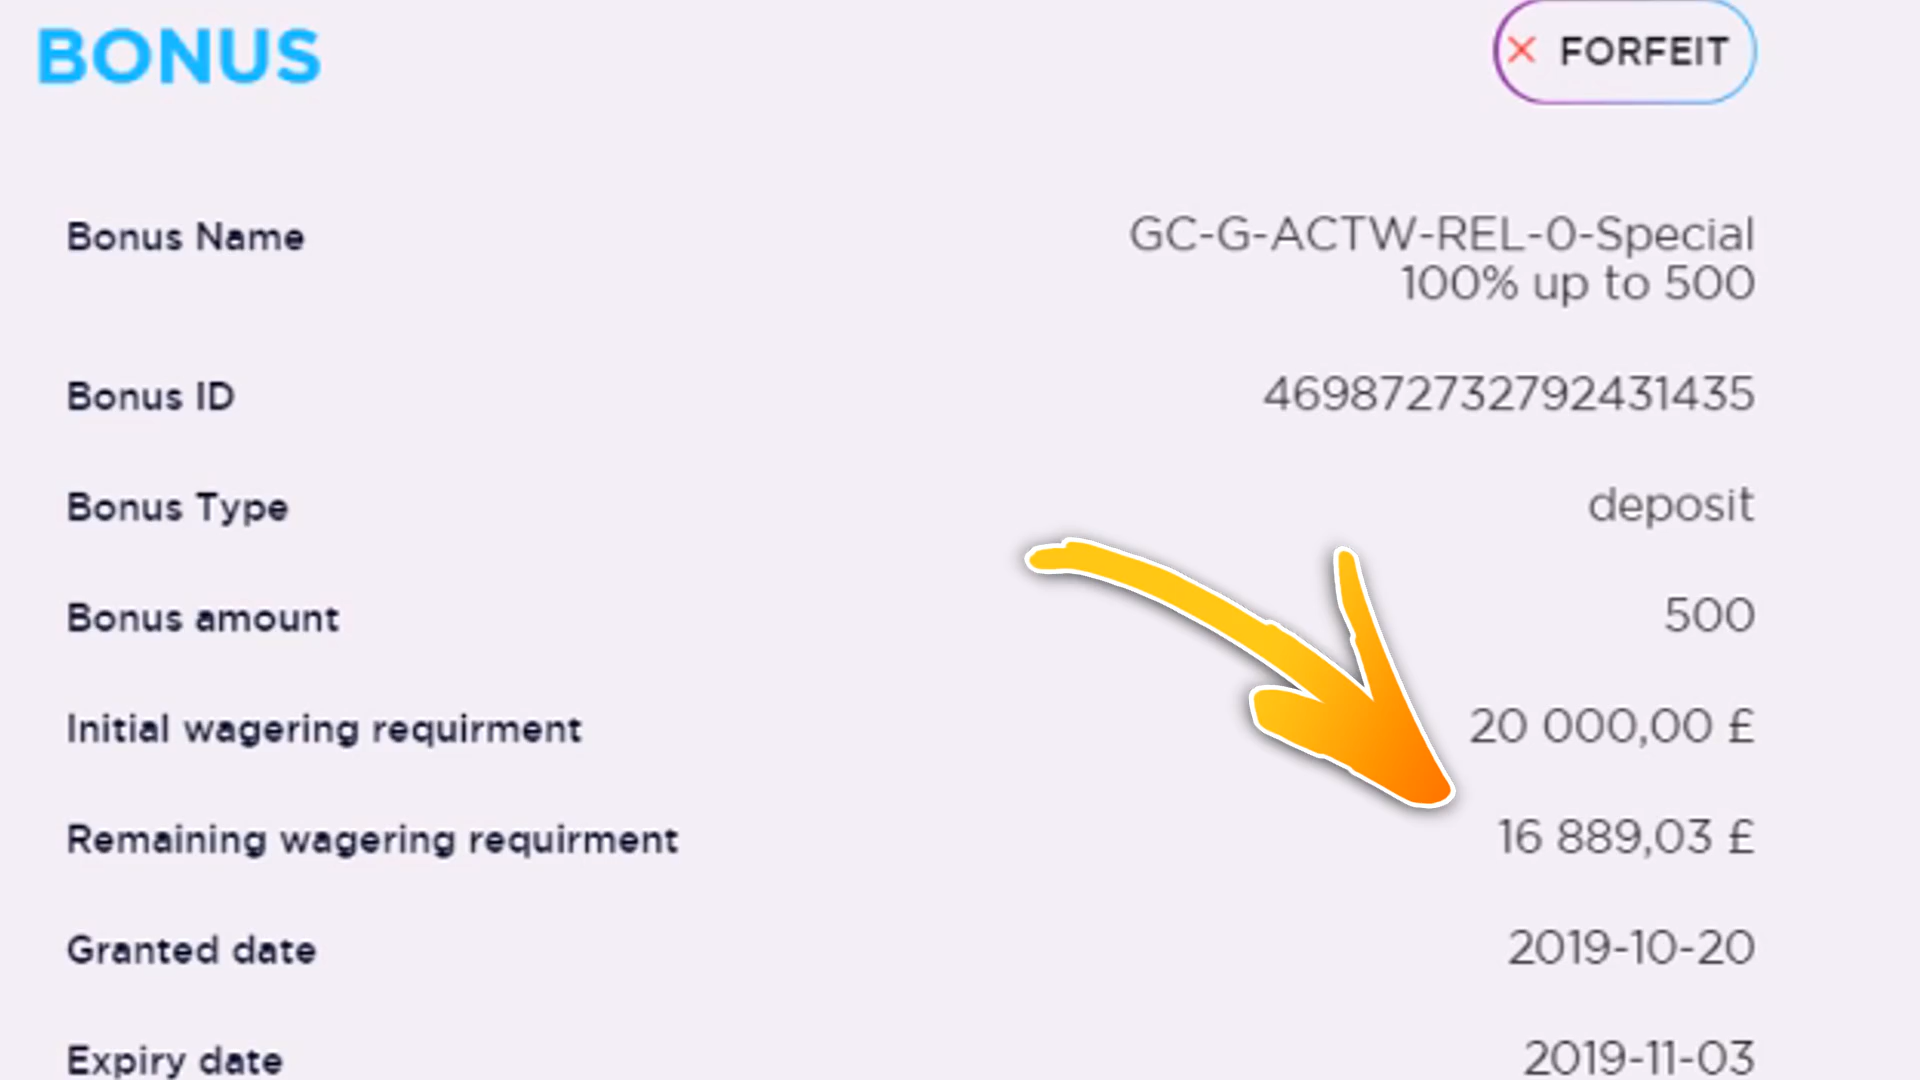 BONUS
FORFEIT
Bonus Name GC-G-ACTW-REL-0-Special
100% up to 500
Bonus ID 469872732792431435
Bonus Type deposit
Bonus amount 500
Initial wagering requirment 20 000,00 £
Remaining wagering requirment 16 889,03 £
Granted date 2019-10-20
Expiry date 2019-11-03